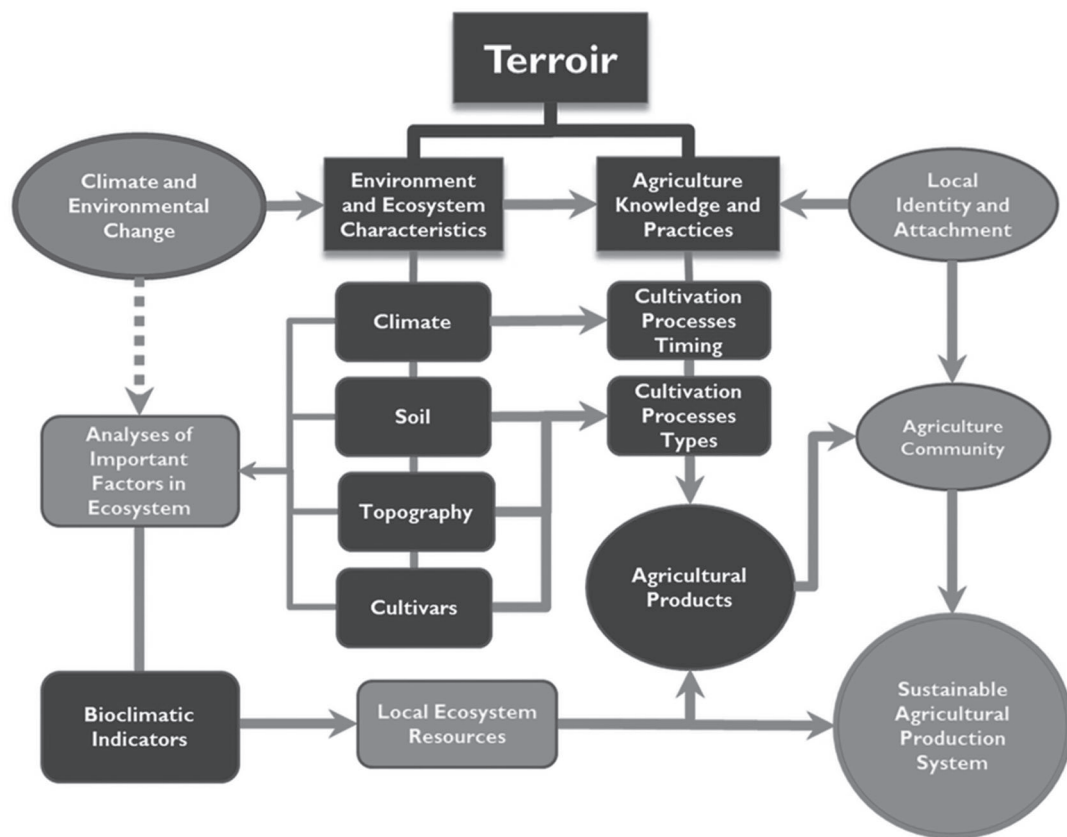 Terroir
Climate and
Environmental
Change
Environment
and Ecosystem
Characteristics
Agriculture
Knowledge and
Practices
Local
Identity and
Attachment
Climate
Cultivation
Processes
Timing
Soil
Cultivation
Processes
Types
Analyses of
Important
Factors in
Ecosystem
Agriculture
Community
Topography
Cultivars
Agricultural
Products
Bioclimatic
Indicators
Local Ecosystem
Resources
Sustainable
Agricultural
Production
System